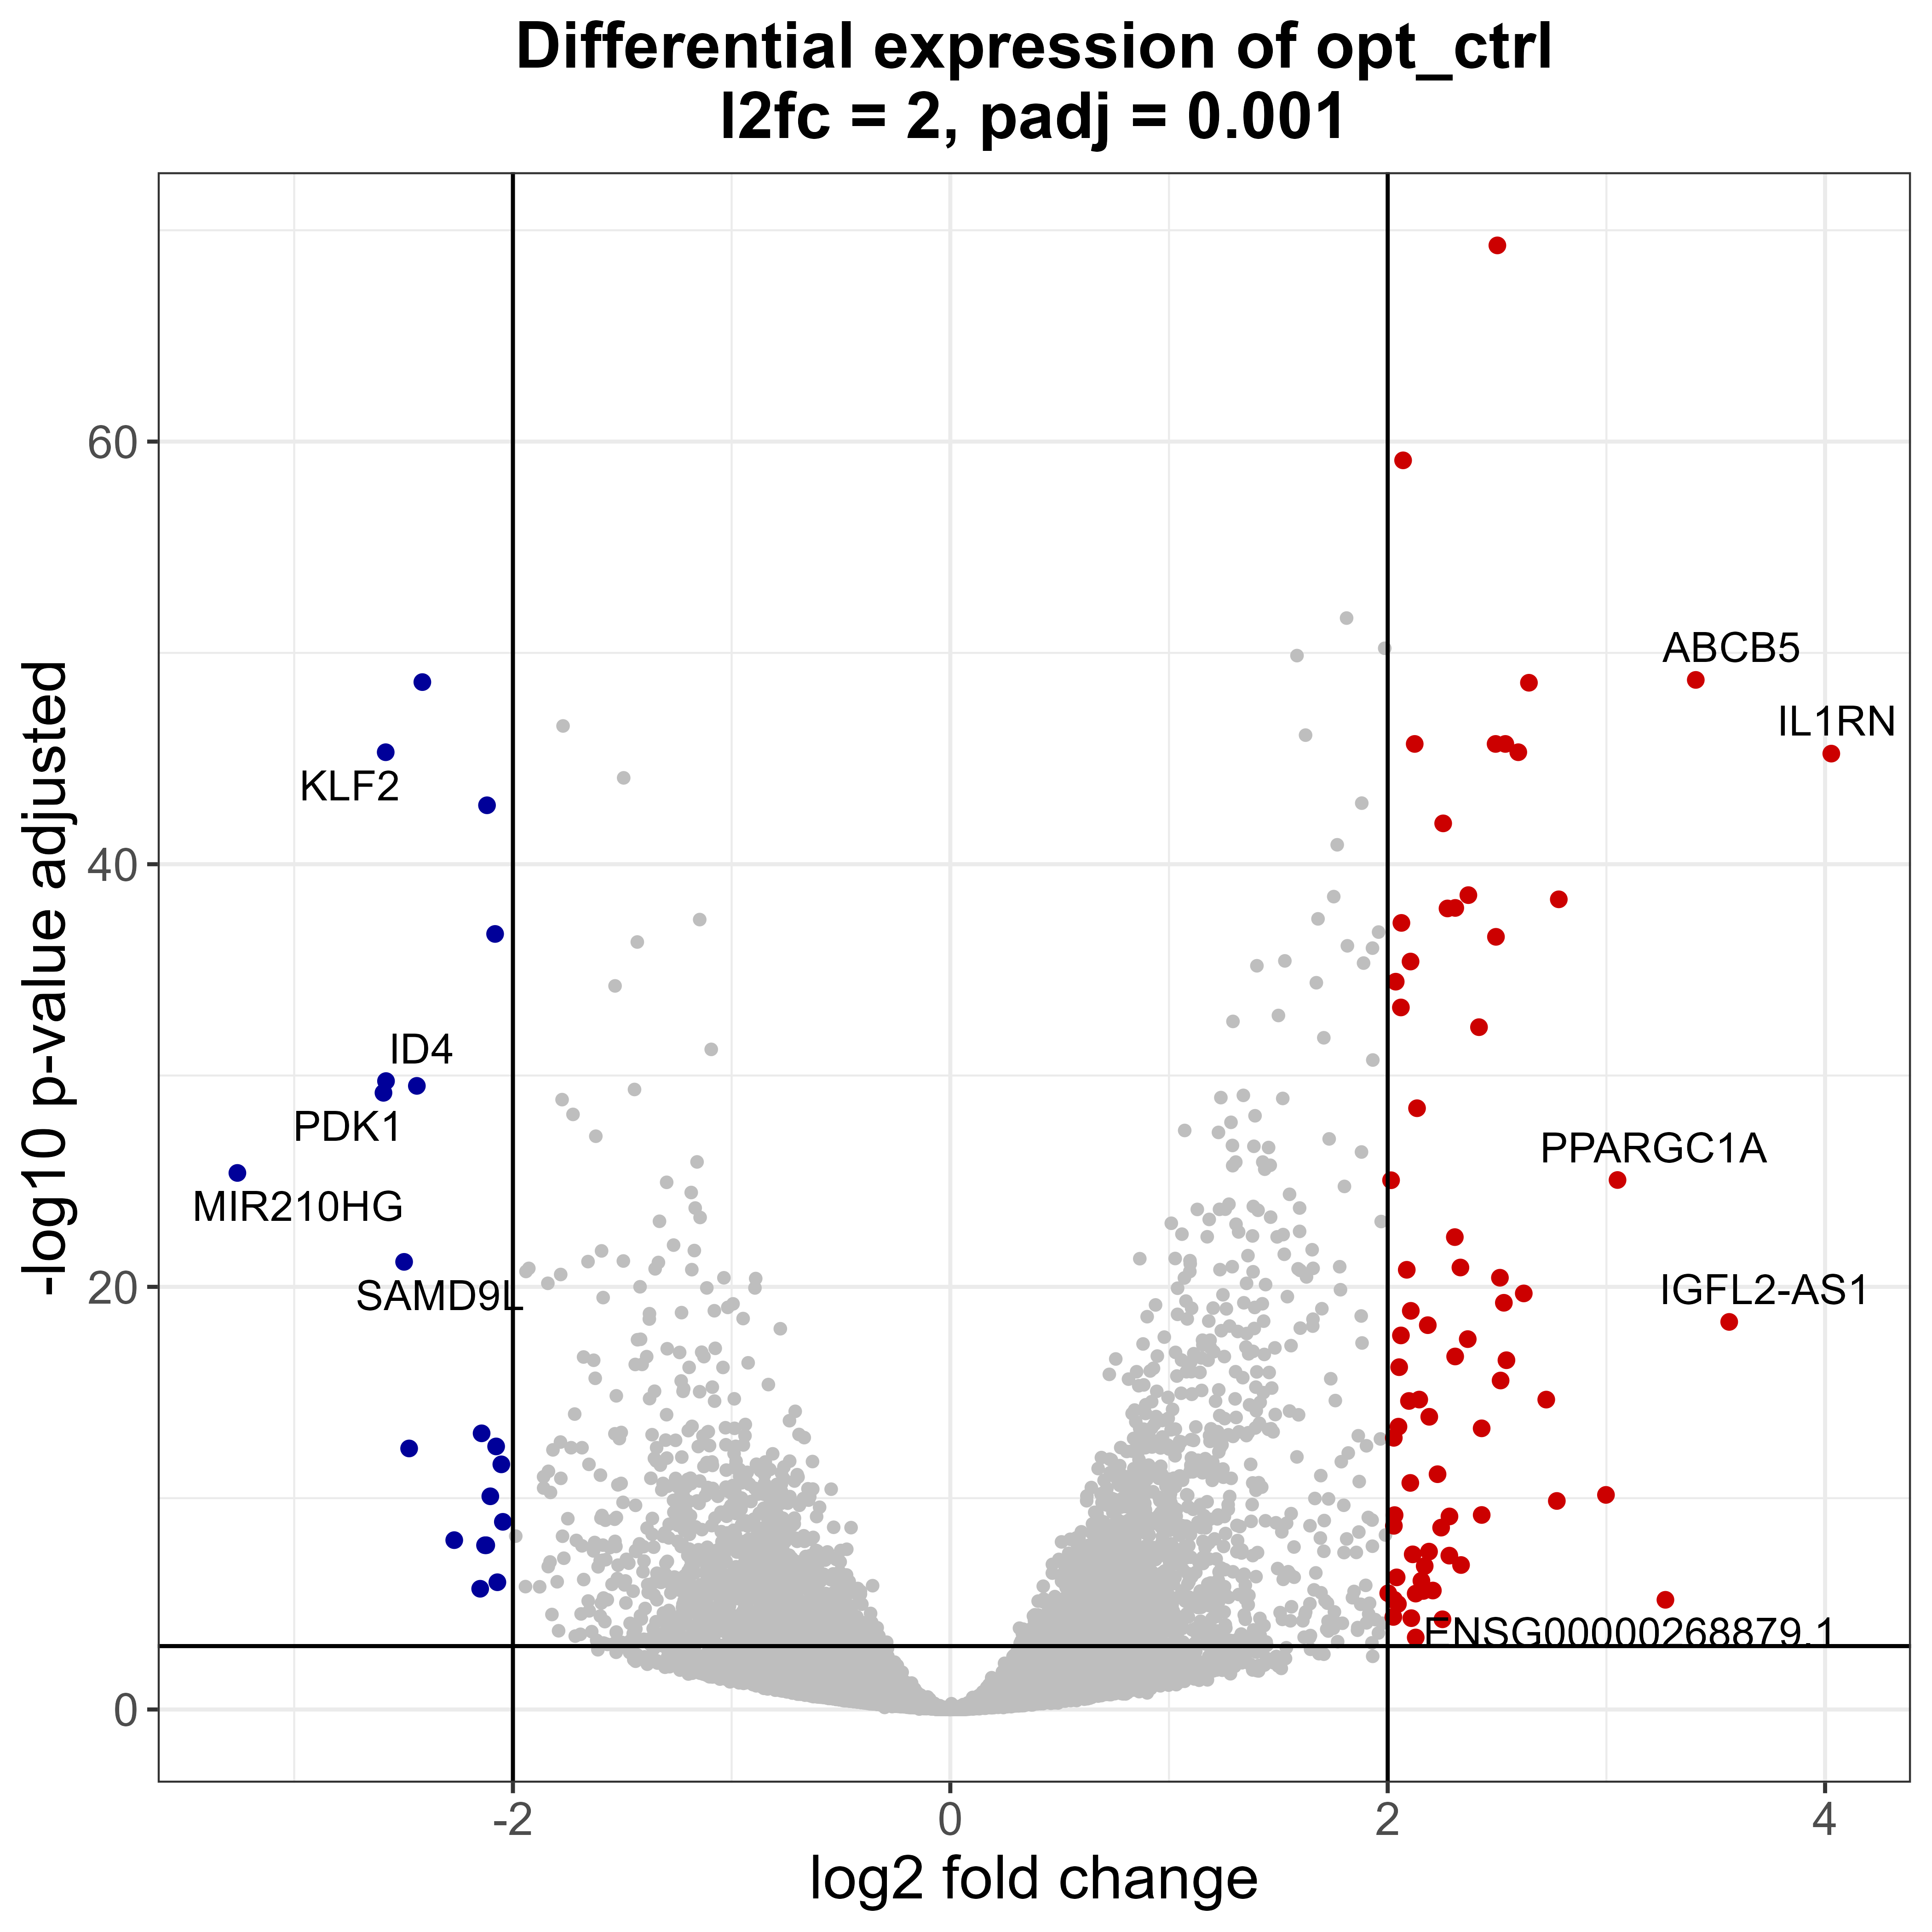 Differential expression of opt_ctrl
l2fc = 2, padj = 0.001
-log10 p-value adjusted
60
40
20
0
ABCB5
IL1RN
KLF2
ID4
PDK1
PPARGC1A
MIR210HG
IGFL2-AS1
SAMD9L
ENSG00000268879.1
-2
0
2
4
log2 fold change